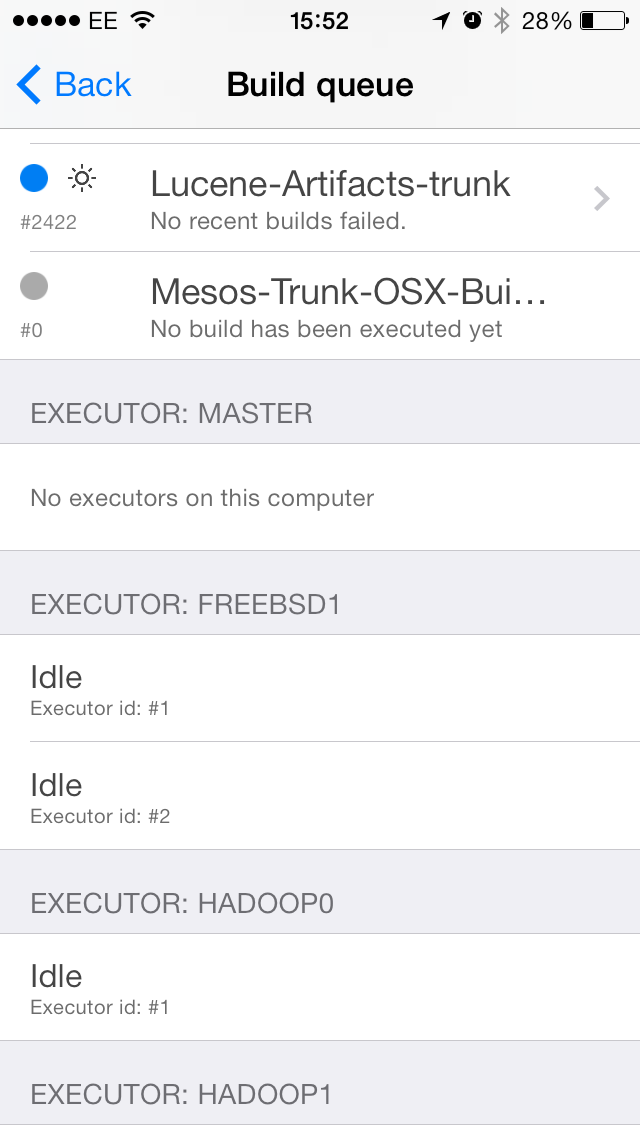 EE 15:52 28%
Back Build queue
Lucene-Artifacts-trunk
#2422 No recent builds failed.
Mesos-Trunk-OSX-Bui...
#0 No build has been executed yet
EXECUTOR: MASTER
No executors on this computer
EXECUTOR: FREEBSD1
Idle
Executor id: #1
Idle
Executor id: #2
EXECUTOR: HADOOP0
Idle
Executor id: #1
EXECUTOR: HADOOP1